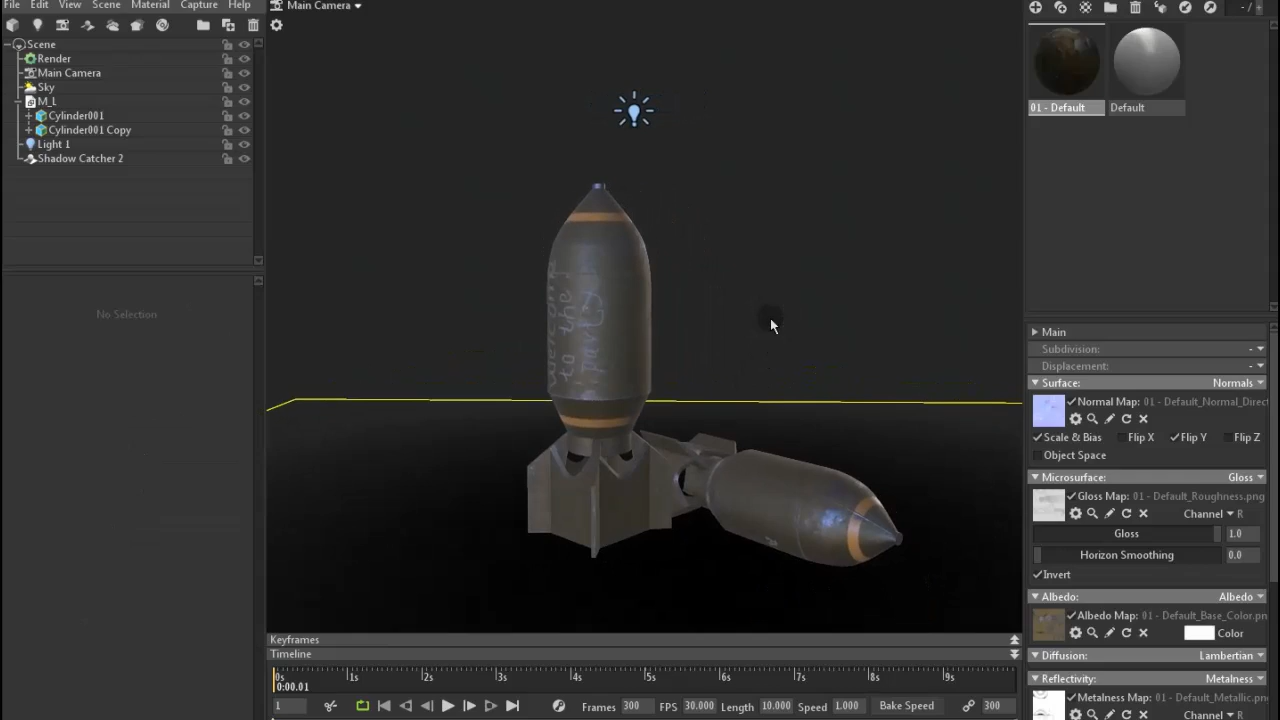 File Edit View Scene Material Capture Help
Main Camera
Scene
Render
Main Camera
Sky
M_L
Cylinder001
Cylinder001 Copy
Light 1
Shadow Catcher 2
No Selection
welcome
to the
party
Keyframes
Timeline
0s 1s 2s 3s 4s 5s 6s 7s 8s 9s
0:00.01
1 Frames 300 FPS 30.000 Length 10.000 Speed 1.000 Bake Speed 300
- /
01 - Default Default
Main
Subdivision: -
Displacement: -
Surface: Normals
Normal Map: 01 - Default_Normal_Direct
Scale & Bias Flip X Flip Y Flip Z
Object Space
Microsurface: Gloss
Gloss Map: 01 - Default_Roughness.png
Channel R
Gloss 1.0
Horizon Smoothing 0.0
Invert
Albedo: Albedo
Albedo Map: 01 - Default_Base_Color.pn
Color
Diffusion: Lambertian
Reflectivity: Metalness
Metalness Map: 01 - Default_Metallic.png
Channel R